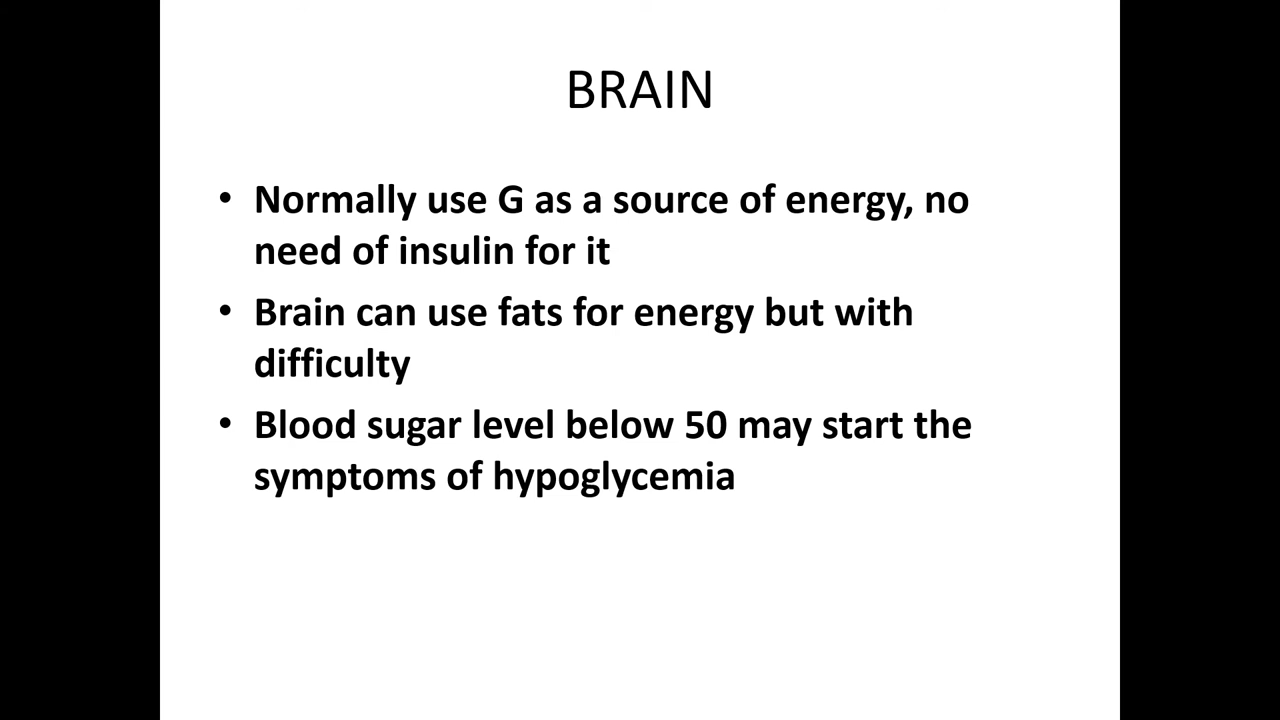 BRAIN
• Normally use G as a source of energy, no
need of insulin for it
• Brain can use fats for energy but with
difficulty
• Blood sugar level below 50 may start the
symptoms of hypoglycemia